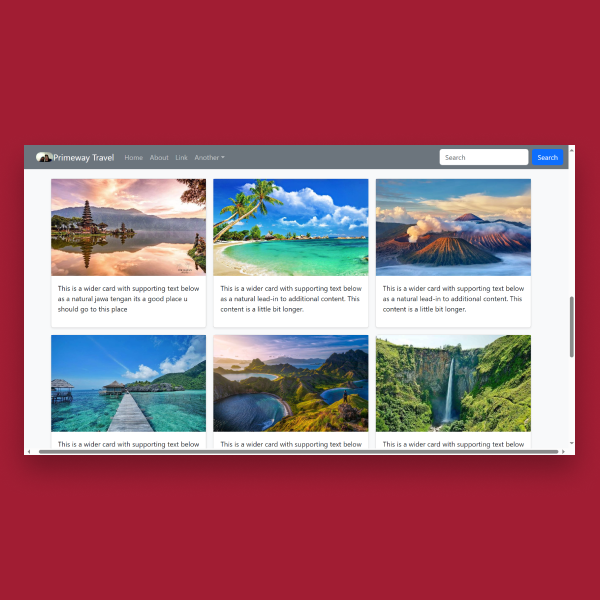 Primeway Travel Home About Link Another Search Search
This is a wider card with supporting text below
as a natural jawa tengan its a good place u
should go to this place
This is a wider card with supporting text below
as a natural lead-in to additional content. This
content is a little bit longer.
This is a wider card with supporting text below
as a natural lead-in to additional content. This
content is a little bit longer.
This is a wider card with supporting text below
This is a wider card with supporting text below
This is a wider card with supporting text below